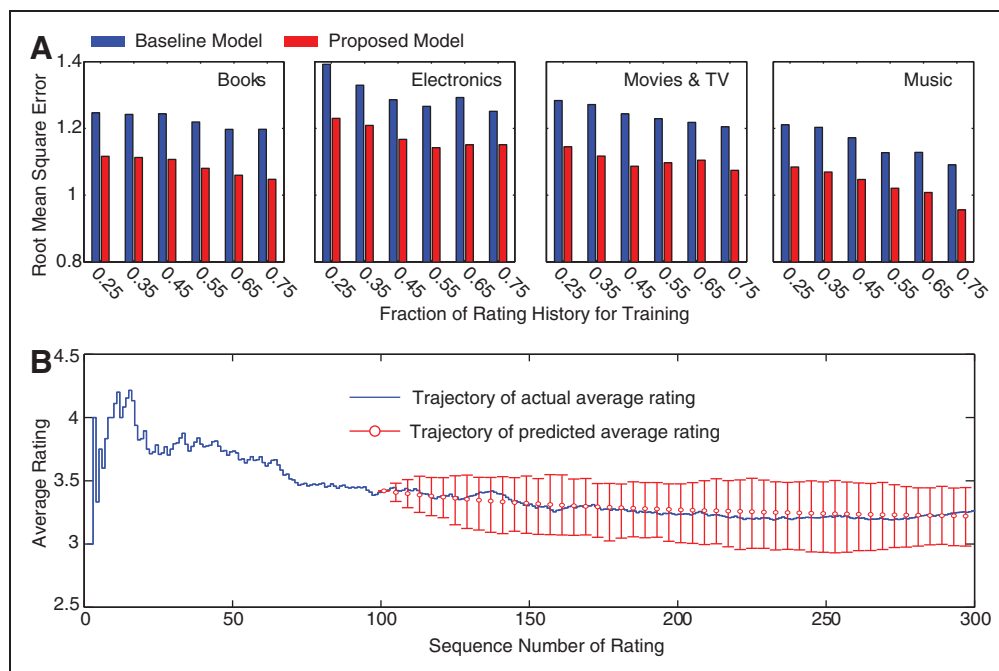 A
Baseline Model
Proposed Model
Root Mean Square Error
1.4
1.2
1
0.8
Books
Electronics
Movies & TV
Music
0.25 0.35 0.45 0.55 0.65 0.75
0.25 0.35 0.45 0.55 0.65 0.75
0.25 0.35 0.45 0.55 0.65 0.75
0.25 0.35 0.45 0.55 0.65 0.75
Fraction of Rating History for Training
B
Average Rating
4.5
4
3.5
3
2.5
Trajectory of actual average rating
Trajectory of predicted average rating
0 50 100 150 200 250 300
Sequence Number of Rating